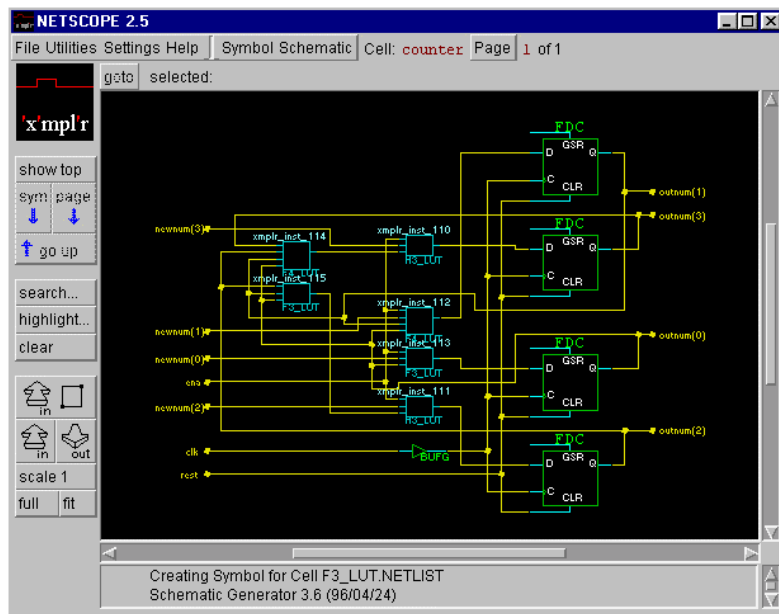 NETSCOPE 2.5
File Utilities Settings Help Symbol Schematic Cell: counter Page 1 of 1
'x'mpl'r
goto selected:
show top
sym page
go up
search...
highlight...
clear
in
in out
scale 1
full fit
FDC
GSR
D Q
C
CLR
outnum(1)
outnum(3)
newnum(3)
xmplr_inst_114
xmplr_inst_110
FDC
GSR
D Q
C
CLR
H3_LUT
xmplr_inst_115
F3_LUT
xmplr_inst_112
newnum(1)
outnum(0)
xmplr_inst_113
newnum(0)
F3_LUT
FDC
GSR
D Q
C
CLR
ena
xmplr_inst_111
newnum(2)
H3_LUT
outnum(2)
FDC
GSR
D Q
C
CLR
clk
BUFG
rest
Creating Symbol for Cell F3_LUT.NETLIST
Schematic Generator 3.6 (96/04/24)